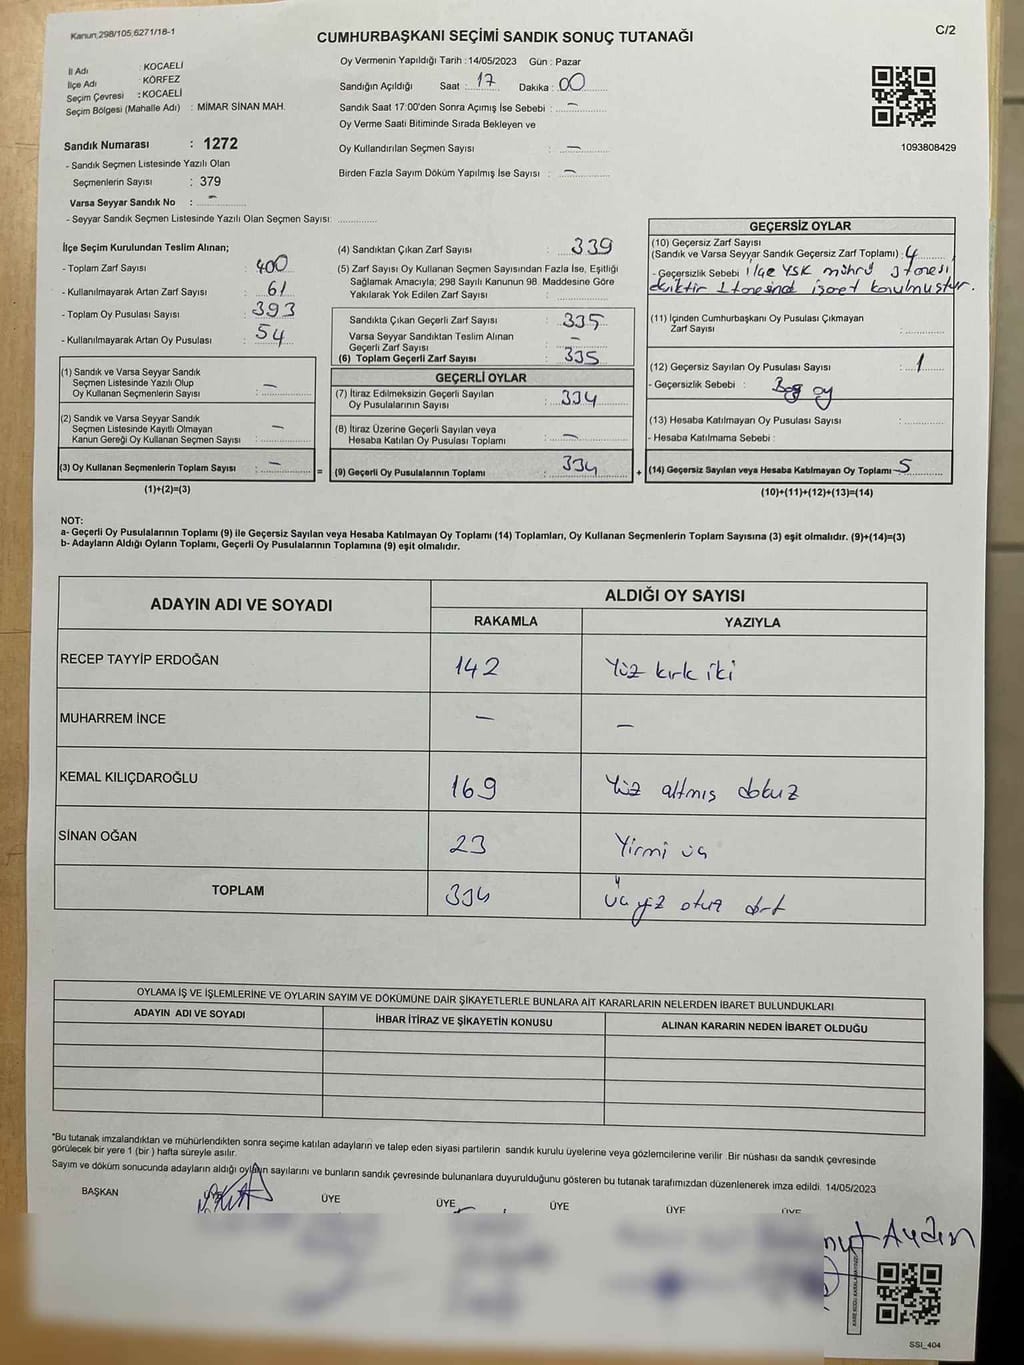 Kanun:298/105,6271/18-1
C/2
CUMHURBAŞKANI SEÇİMİ SANDIK SONUÇ TUTANAĞI
İl Adı : KOCAELİ
İlçe Adı : KÖRFEZ
Seçim Çevresi : KOCAELİ
Seçim Bölgesi (Mahalle Adı) : MİMAR SİNAN MAH.
Oy Vermenin Yapıldığı Tarih : 14/05/2023 Gün : Pazar
Sandığın Açıldığı Saat : 17 Dakika : 00
Sandık Saat 17:00'den Sonra Açımış İse Sebebi : –
Oy Verme Saati Bitiminde Sırada Bekleyen ve
Oy Kullandırılan Seçmen Sayısı : –
Birden Fazla Sayım Döküm Yapılmış İse Sayısı : –
1093808429
Sandık Numarası : 1272
- Sandık Seçmen Listesinde Yazılı Olan
Seçmenlerin Sayısı : 379
Varsa Seyyar Sandık No : –
- Seyyar Sandık Seçmen Listesinde Yazılı Olan Seçmen Sayısı:
İlçe Seçim Kurulundan Teslim Alınan;
- Toplam Zarf Sayısı : 400
- Kullanılmayarak Artan Zarf Sayısı : 61
- Toplam Oy Pusulası Sayısı : 393
- Kullanılmayarak Artan Oy Pusulası : 54
(1) Sandık ve Varsa Seyyar Sandık
Seçmen Listesinde Yazılı Olup
Oy Kullanan Seçmenlerin Sayısı : –
(2) Sandık ve Varsa Seyyar Sandık
Seçmen Listesinde Kayıtlı Olmayan
Kanun Gereği Oy Kullanan Seçmen Sayısı : –
(3) Oy Kullanan Seçmenlerin Toplam Sayısı : –
(1)+(2)=(3)
(4) Sandıktan Çıkan Zarf Sayısı : 339
(5) Zarf Sayısı Oy Kullanan Seçmen Sayısından Fazla İse, Eşitliği
Sağlamak Amacıyla; 298 Sayılı Kanunun 98. Maddesine Göre
Yakılarak Yok Edilen Zarf Sayısı :
Sandıkta Çıkan Geçerli Zarf Sayısı : 335
Varsa Seyyar Sandıktan Teslim Alınan
Geçerli Zarf Sayısı : –
(6) Toplam Geçerli Zarf Sayısı : 335
GEÇERLİ OYLAR
(7) İtiraz Edilmeksizin Geçerli Sayılan
Oy Pusulalarının Sayısı : 334
(8) İtiraz Üzerine Geçerli Sayılan veya
Hesaba Katılan Oy Pusulası Toplamı : –
= (9) Geçerli Oy Pusulalarının Toplamı : 334 +
GEÇERSİZ OYLAR
(10) Geçersiz Zarf Sayısı
(Sandık ve Varsa Seyyar Sandık Geçersiz Zarf Toplamı) : 4
- Geçersizlik Sebebi : ilçe YSK mührü 3 tanesi
eksiktir 1 tanesinde işaret konulmuştur.
(11) İçinden Cumhurbaşkanı Oy Pusulası Çıkmayan
Zarf Sayısı :
(12) Geçersiz Sayılan Oy Pusulası Sayısı : 1
- Geçersizlik Sebebi : Boş oy
(13) Hesaba Katılmayan Oy Pusulası Sayısı :
- Hesaba Katılmama Sebebi :
(14) Geçersiz Sayılan veya Hesaba Katılmayan Oy Toplamı : 5
(10)+(11)+(12)+(13)=(14)
NOT:
a- Geçerli Oy Pusulalarının Toplamı (9) ile Geçersiz Sayılan veya Hesaba Katılmayan Oy Toplamı (14) Toplamları, Oy Kullanan Seçmenlerin Toplam Sayısına (3) eşit olmalıdır. (9)+(14)=(3)
b- Adayların Aldığı Oyların Toplamı, Geçerli Oy Pusulalarının Toplamına (9) eşit olmalıdır.
ADAYIN ADI VE SOYADI
ALDIĞI OY SAYISI
RAKAMLA YAZIYLA
RECEP TAYYİP ERDOĞAN 142 Yüz kırk iki
MUHARREM İNCE – –
KEMAL KILIÇDAROĞLU 169 Yüz altmış dokuz
SİNAN OĞAN 23 Yirmi üç
TOPLAM 334 Üç yüz otuz dört
OYLAMA İŞ VE İŞLEMLERİNE VE OYLARIN SAYIM VE DÖKÜMÜNE DAİR ŞİKAYETLERLE BUNLARA AİT KARARLARIN NELERDEN İBARET BULUNDUKLARI
ADAYIN ADI VE SOYADI İHBAR İTİRAZ VE ŞİKAYETİN KONUSU ALINAN KARARIN NEDEN İBARET OLDUĞU
*Bu tutanak imzalandıktan ve mühürlendikten sonra seçime katılan adayların ve talep eden siyasi partilerin sandık kurulu üyelerine veya gözlemcilerine verilir .Bir nüshası da sandık çevresinde
görülecek bir yere 1 (bir ) hafta süreyle asılır.
Sayım ve döküm sonucunda adayların aldığı oyların sayılarını ve bunların sandık çevresinde bulunanlara duyurulduğunu gösteren bu tutanak tarafımızdan düzenlenerek imza edildi. 14/05/2023
BAŞKAN ÜYE ÜYE ÜYE ÜYE ÜYE
Aydın
SSİ_404